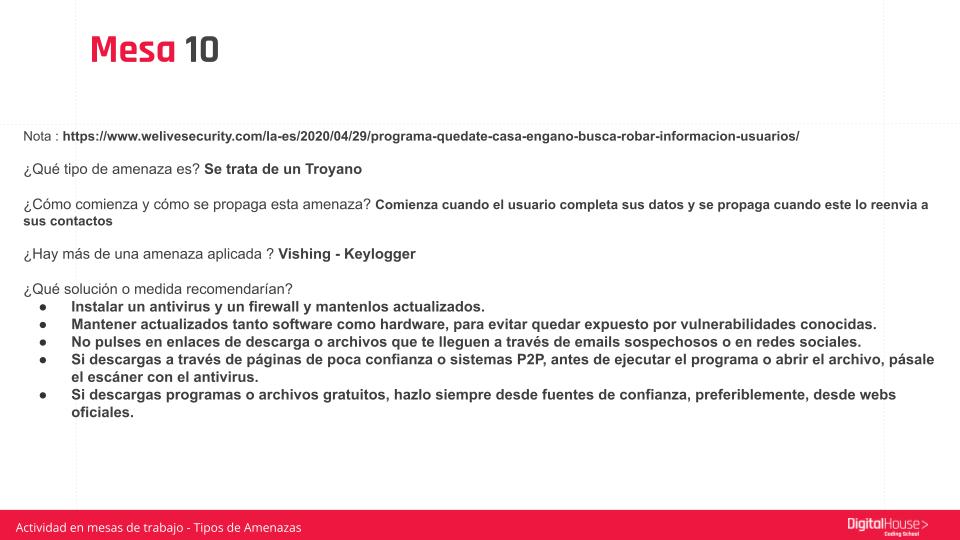 Mesa 10
Nota : https://www.welivesecurity.com/la-es/2020/04/29/programa-quedate-casa-engano-busca-robar-informacion-usuarios/
¿Qué tipo de amenaza es? Se trata de un Troyano
¿Cómo comienza y cómo se propaga esta amenaza? Comienza cuando el usuario completa sus datos y se propaga cuando este lo reenvia a
sus contactos
¿Hay más de una amenaza aplicada ? Vishing - Keylogger
¿Qué solución o medida recomendarían?
● Instalar un antivirus y un firewall y mantenlos actualizados.
● Mantener actualizados tanto software como hardware, para evitar quedar expuesto por vulnerabilidades conocidas.
● No pulses en enlaces de descarga o archivos que te lleguen a través de emails sospechosos o en redes sociales.
● Si descargas a través de páginas de poca confianza o sistemas P2P, antes de ejecutar el programa o abrir el archivo, pásale
el escáner con el antivirus.
● Si descargas programas o archivos gratuitos, hazlo siempre desde fuentes de confianza, preferiblemente, desde webs
oficiales.
Actividad en mesas de trabajo - Tipos de Amenazas
DigitalHouse>
Coding School